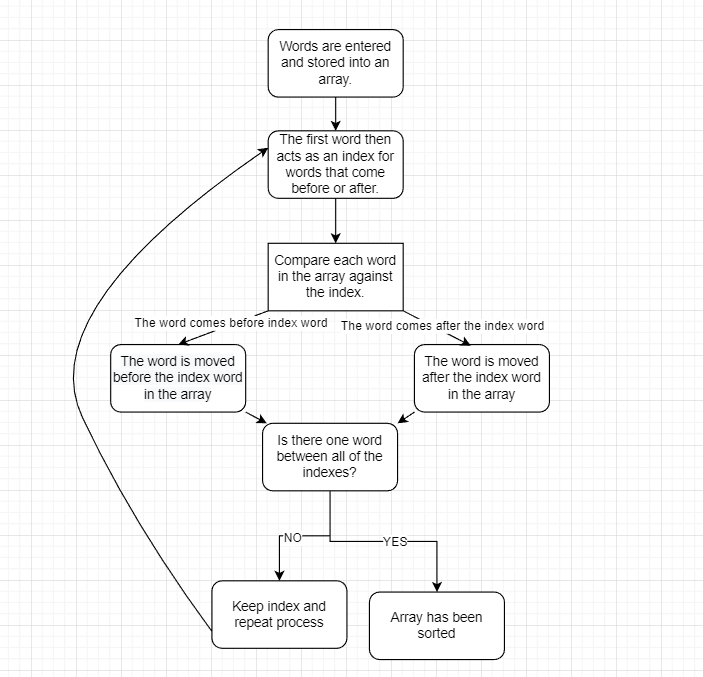 Words are entered
and stored into an
array.
The first word then
acts as an index for
words that come
before or after.
Compare each word
in the array against
the index.
The word comes before index word
The word comes after the index word
The word is moved
before the index word
in the array
The word is moved
after the index word
in the array
Is there one word
between all of the
indexes?
NO
YES
Keep index and
repeat process
Array has been
sorted